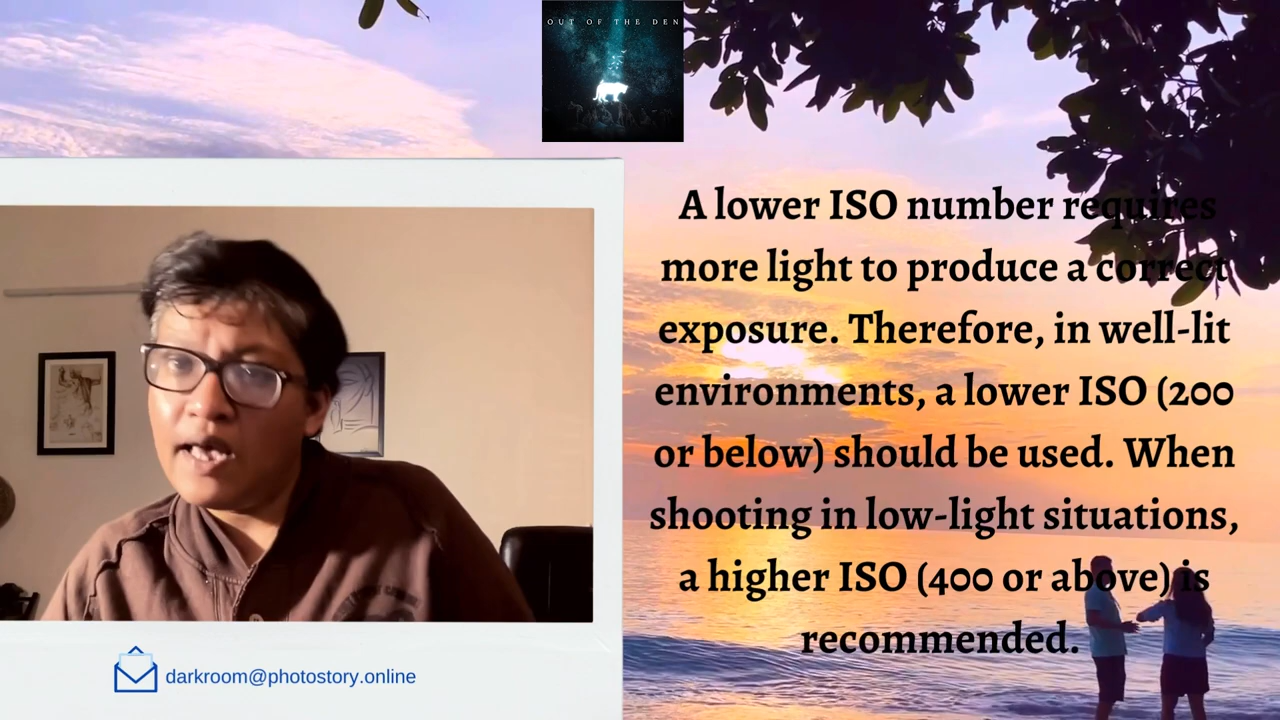 OUT OF THE DEN
A lower ISO number requires
more light to produce a correct
exposure. Therefore, in well-lit
environments, a lower ISO (200
or below) should be used. When
shooting in low-light situations,
a higher ISO (400 or above) is
recommended.
darkroom@photostory.online